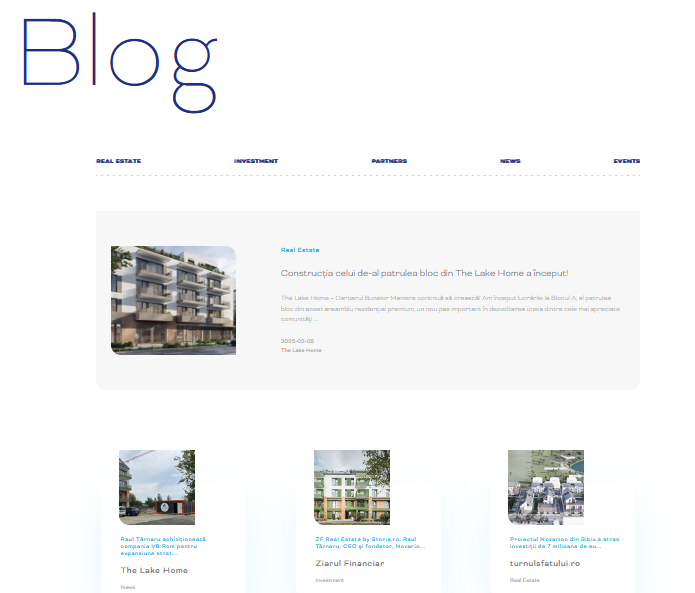 Blog
REAL ESTATE
INVESTMENT
PARTNERS
NEWS
EVENTS
Real Estate
Construcția celui de-al patrulea bloc din The Lake Home a început!
The Lake Home – Cartierul Bunelor Maniere continuă să crească! Am început lucrările la Blocul A, al patrulea
bloc din acest ansamblu rezidențial premium, un nou pas important în dezvoltarea uneia dintre cele mai apreciate
comunități ...
2025-02-05
The Lake Home
Raul Țărnaru achiziționează
compania VB Rom pentru
expansiune strat...
The Lake Home
News
ZF Real Estate by Storia.ro. Raul
Țărnaru, CEO și fondator, Novario...
Ziarul Financiar
Investment
Proiectul Novarion din Sibiu a atras
investiții de 7 milioane de eu...
turnulsfatului.ro
Real Estate